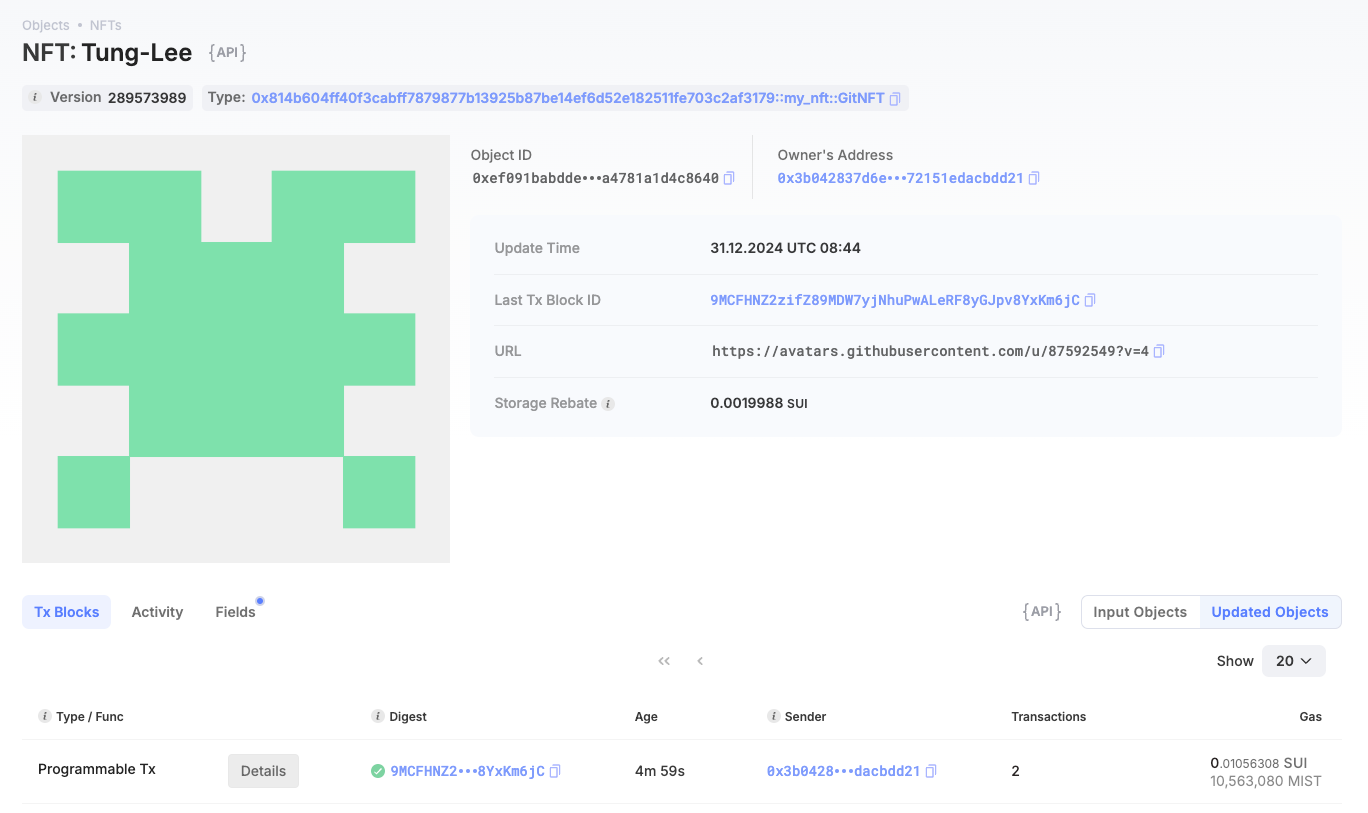 Objects • NFTs
NFT: Tung-Lee {API}
i Version 289573989 Type: 0x814b604ff40f3cabff7879877b13925b87be14ef6d52e182511fe703c2af3179::my_nft::GitNFT
Object ID
0xef091babdde•••a4781a1d4c8640
Owner's Address
0x3b042837d6e•••72151edacbdd21
Update Time 31.12.2024 UTC 08:44
Last Tx Block ID 9MCFHNZ2zifZ89MDW7yjNhuPwALeRF8yGJpv8YxKm6jC
URL https://avatars.githubusercontent.com/u/87592549?v=4
Storage Rebate i 0.0019988 SUI
Tx Blocks Activity Fields {API} Input Objects Updated Objects
Show 20
i Type / Func i Digest Age i Sender Transactions Gas
Programmable Tx Details 9MCFHNZ2•••8YxKm6jC 4m 59s 0x3b0428•••dacbdd21 2 0.01056308 SUI
10,563,080 MIST